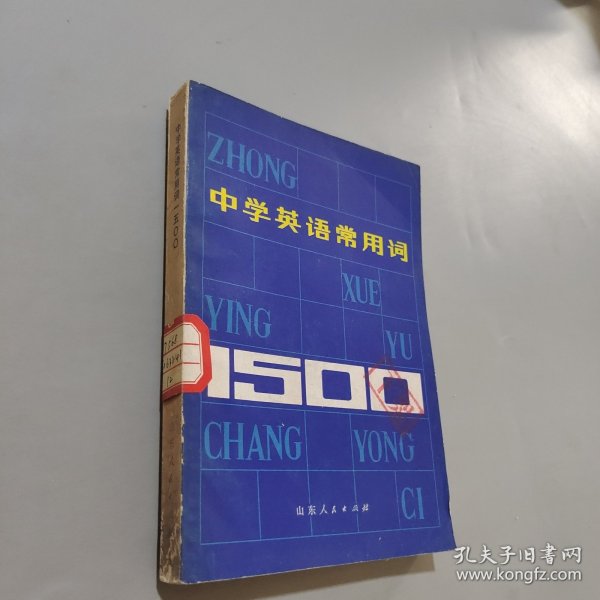 ZHONG
中学英语常用词
XUE
YING
YU
1500
CHANG
YONG
CI
山东人民出版社
中学英语常用词一五〇〇
孔夫子旧书网
www.kongfz.com